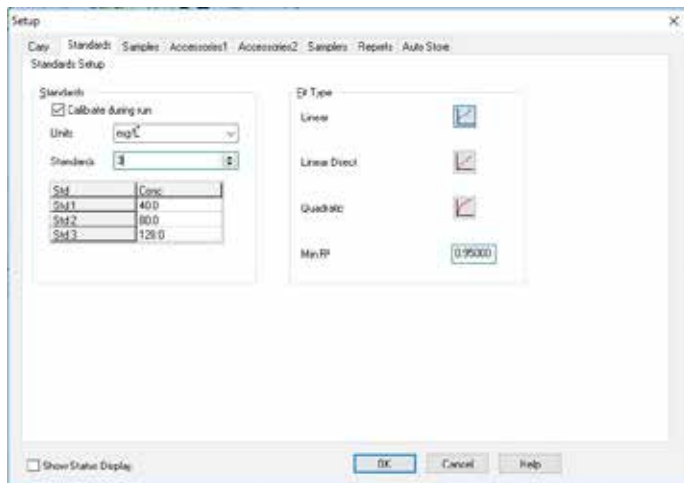 Setup
Cary Standards Samples Accessories1 Accessories2 Samplers Reports Auto Store
Standards Setup
Standards
Calibrate during run
Units mg/L
Standards 3
Std Conc
Std 1 40.0
Std 2 80.0
Std 3 128.0
Fit Type
Linear
Linear Direct
Quadratic
Min R² 0.95000
Show Status Display
OK Cancel Help